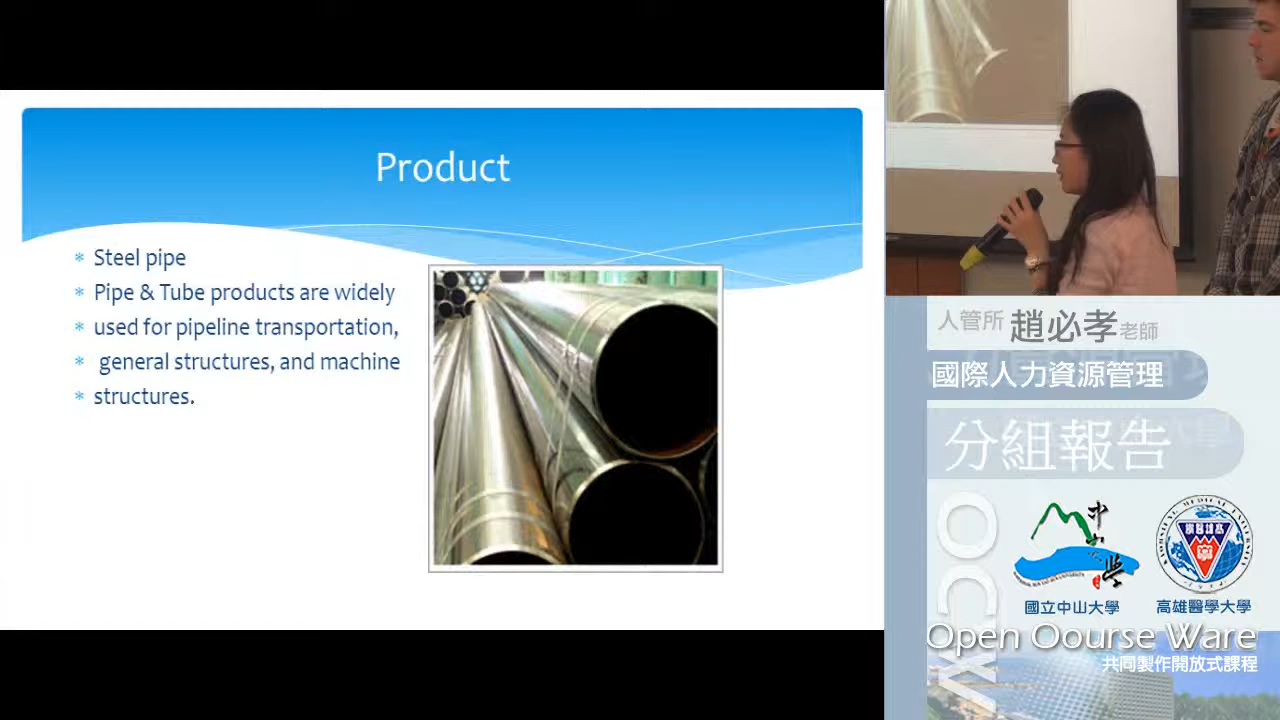 Product
* Steel pipe
* Pipe & Tube products are widely
* used for pipeline transportation,
* general structures, and machine
* structures.
人管所 趙必孝老師
國際人力資源管理
分組報告
OCW
國立中山大學
高雄醫學大學
Open Oourse Ware
共同製作開放式課程